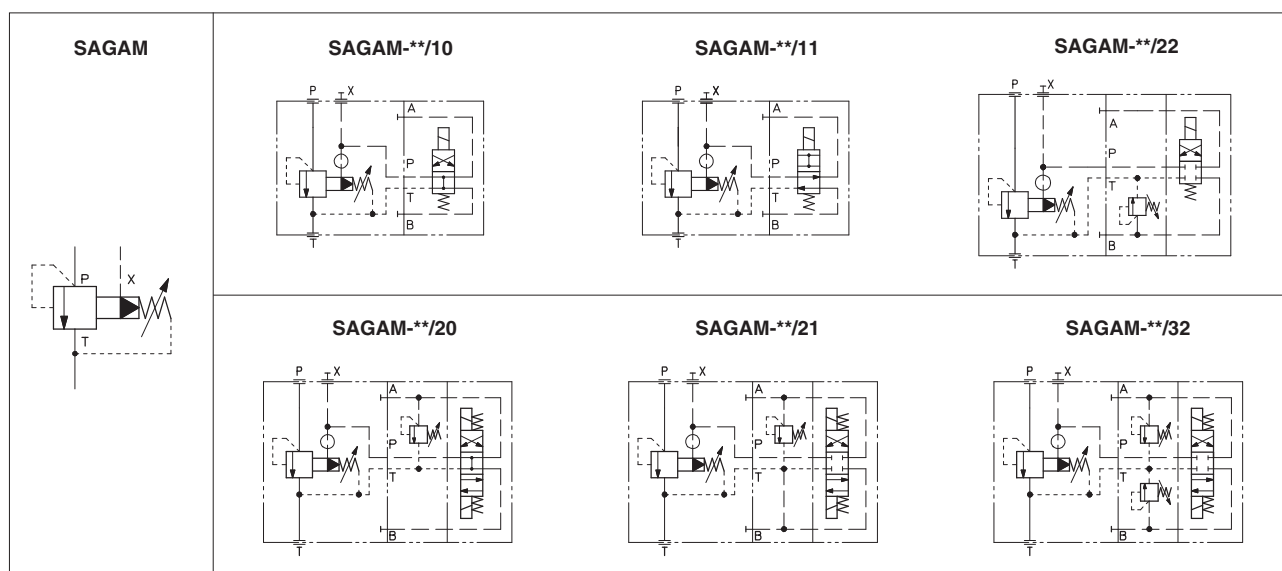 SAGAM
SAGAM-**/10
SAGAM-**/11
SAGAM-**/22
P X
A
P
T
B
T
P X
A
P
T
B
T
P X
A
P
T
B
T
P X
T
SAGAM-**/20
SAGAM-**/21
SAGAM-**/32
P X
A
P
T
B
T
P X
A
P
T
B
T
P X
A
P
T
B
T